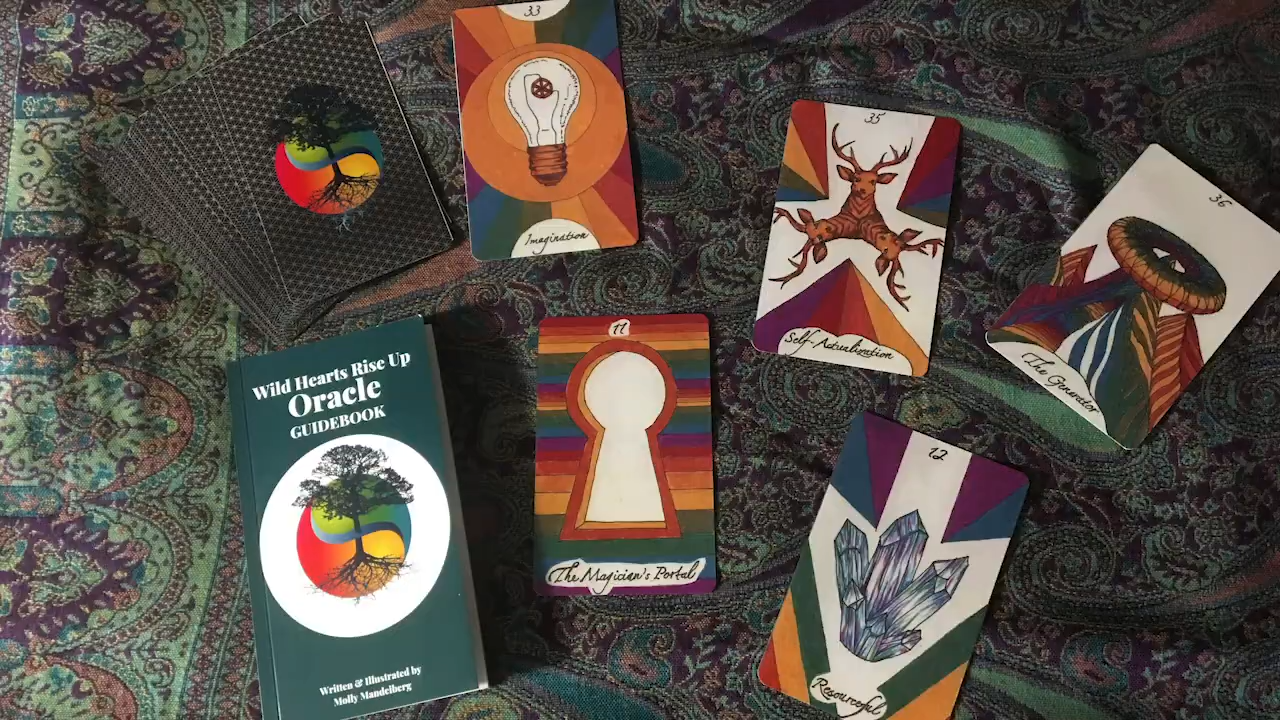 33
Imagination
35
Self-Actualization
36
The Generator
Wild Hearts Rise Up
Oracle
GUIDEBOOK
Written & Illustrated by
Molly Mandelberg
11
The Magician's Portal
12
Resourceful